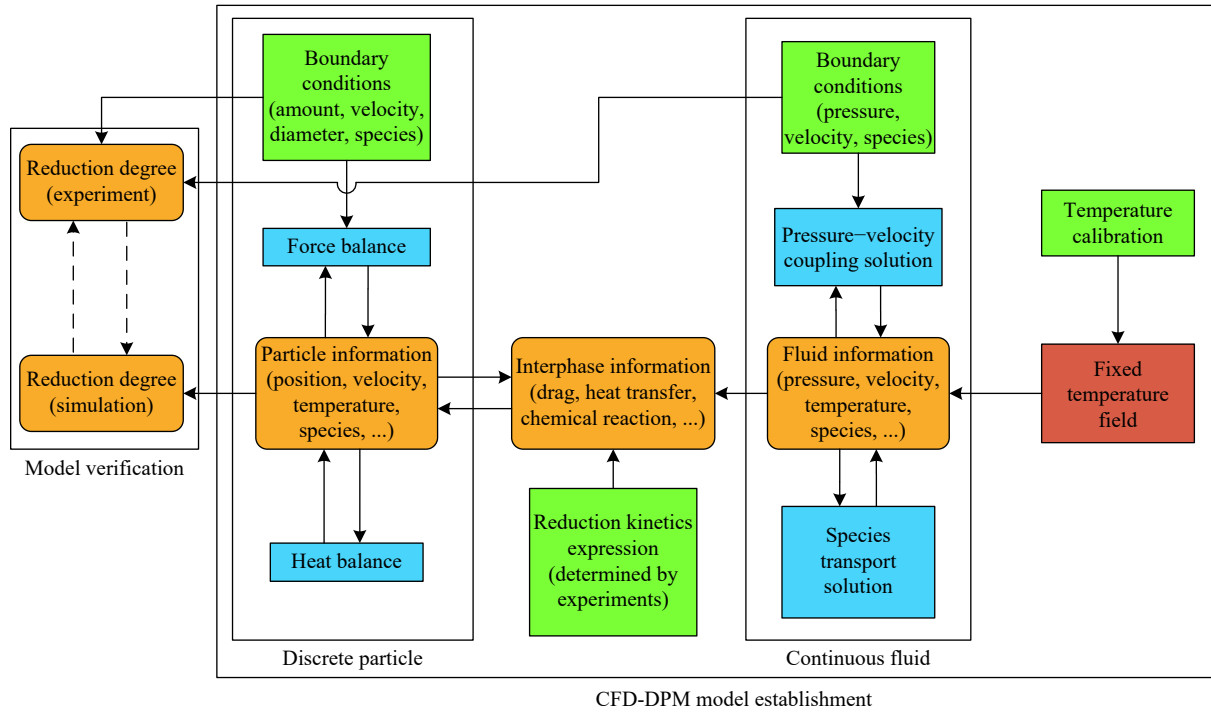 Boundary
conditions
(amount, velocity,
diameter, species)
Boundary
conditions
(pressure,
velocity, species)
Reduction degree
(experiment)
Force balance
Pressure−velocity
coupling solution
Temperature
calibration
Reduction degree
(simulation)
Model verification
Particle information
(position, velocity,
temperature,
species, ...)
Interphase information
(drag, heat transfer,
chemical reaction, ...)
Fluid information
(pressure, velocity,
temperature,
species, ...)
Fixed
temperature
field
Heat balance
Reduction kinetics
expression
(determined by
experiments)
Species
transport
solution
Discrete particle
Continuous fluid
CFD-DPM model establishment